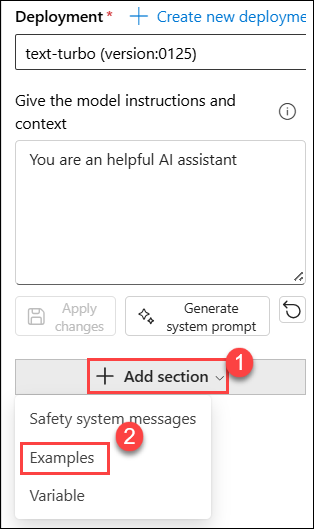 Deployment * + Create new deployme
text-turbo (version:0125)
Give the model instructions and
context
You are an helpful AI assistant
Apply
changes
Generate
system prompt
1
+ Add section
Safety system messages
2
Examples
Variable